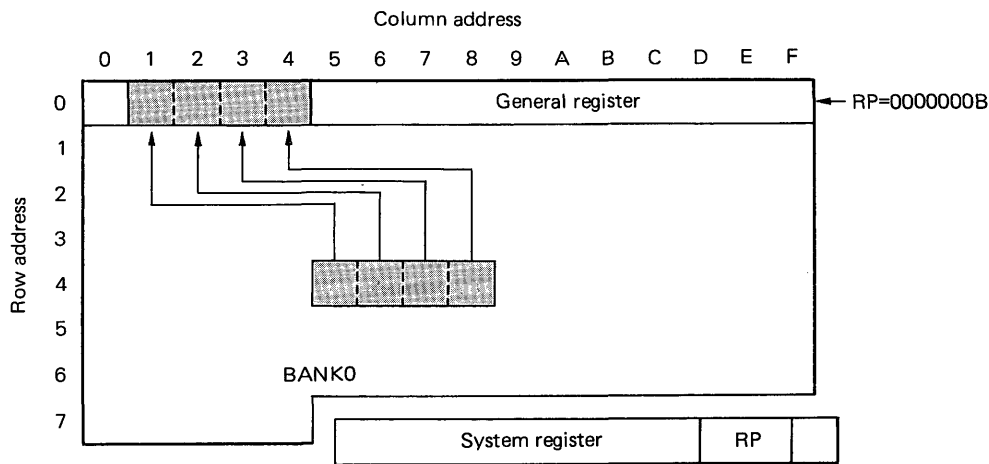 Column address
0 1 2 3 4 5 6 7 8 9 A B C D E F
0 General register RP=0000000B
1
2
3
4
5
6 BANK0
7
System register RP
Row address